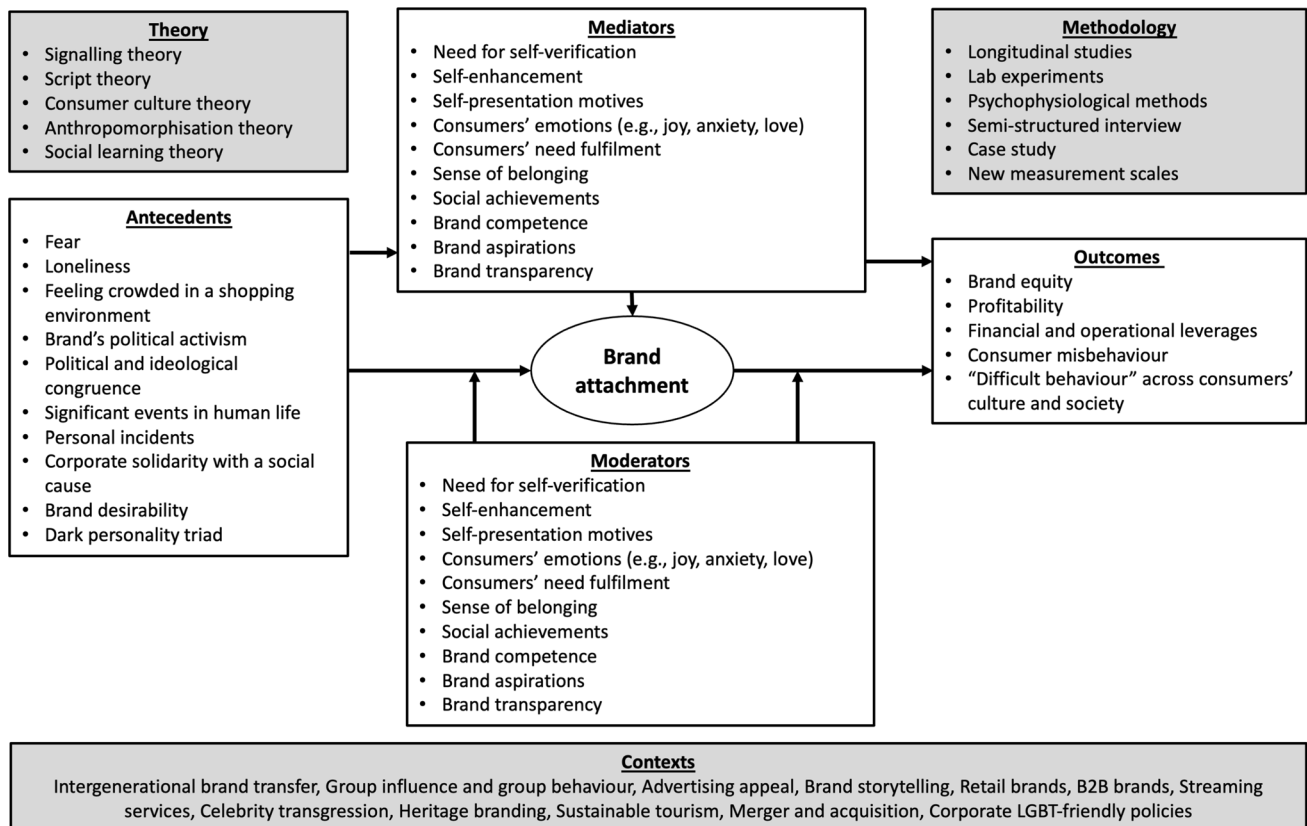 Theory
• Signalling theory
• Script theory
• Consumer culture theory
• Anthropomorphisation theory
• Social learning theory
Mediators
• Need for self-verification
• Self-enhancement
• Self-presentation motives
• Consumers’ emotions (e.g., joy, anxiety, love)
• Consumers’ need fulfilment
• Sense of belonging
• Social achievements
• Brand competence
• Brand aspirations
• Brand transparency
Methodology
• Longitudinal studies
• Lab experiments
• Psychophysiological methods
• Semi-structured interview
• Case study
• New measurement scales
Antecedents
• Fear
• Loneliness
• Feeling crowded in a shopping
environment
• Brand’s political activism
• Political and ideological
congruence
• Significant events in human life
• Personal incidents
• Corporate solidarity with a social
cause
• Brand desirability
• Dark personality triad
Brand
attachment
Outcomes
• Brand equity
• Profitability
• Financial and operational leverages
• Consumer misbehaviour
• “Difficult behaviour” across consumers’
culture and society
Moderators
• Need for self-verification
• Self-enhancement
• Self-presentation motives
• Consumers’ emotions (e.g., joy, anxiety, love)
• Consumers’ need fulfilment
• Sense of belonging
• Social achievements
• Brand competence
• Brand aspirations
• Brand transparency
Contexts
Intergenerational brand transfer, Group influence and group behaviour, Advertising appeal, Brand storytelling, Retail brands, B2B brands, Streaming
services, Celebrity transgression, Heritage branding, Sustainable tourism, Merger and acquisition, Corporate LGBT-friendly policies